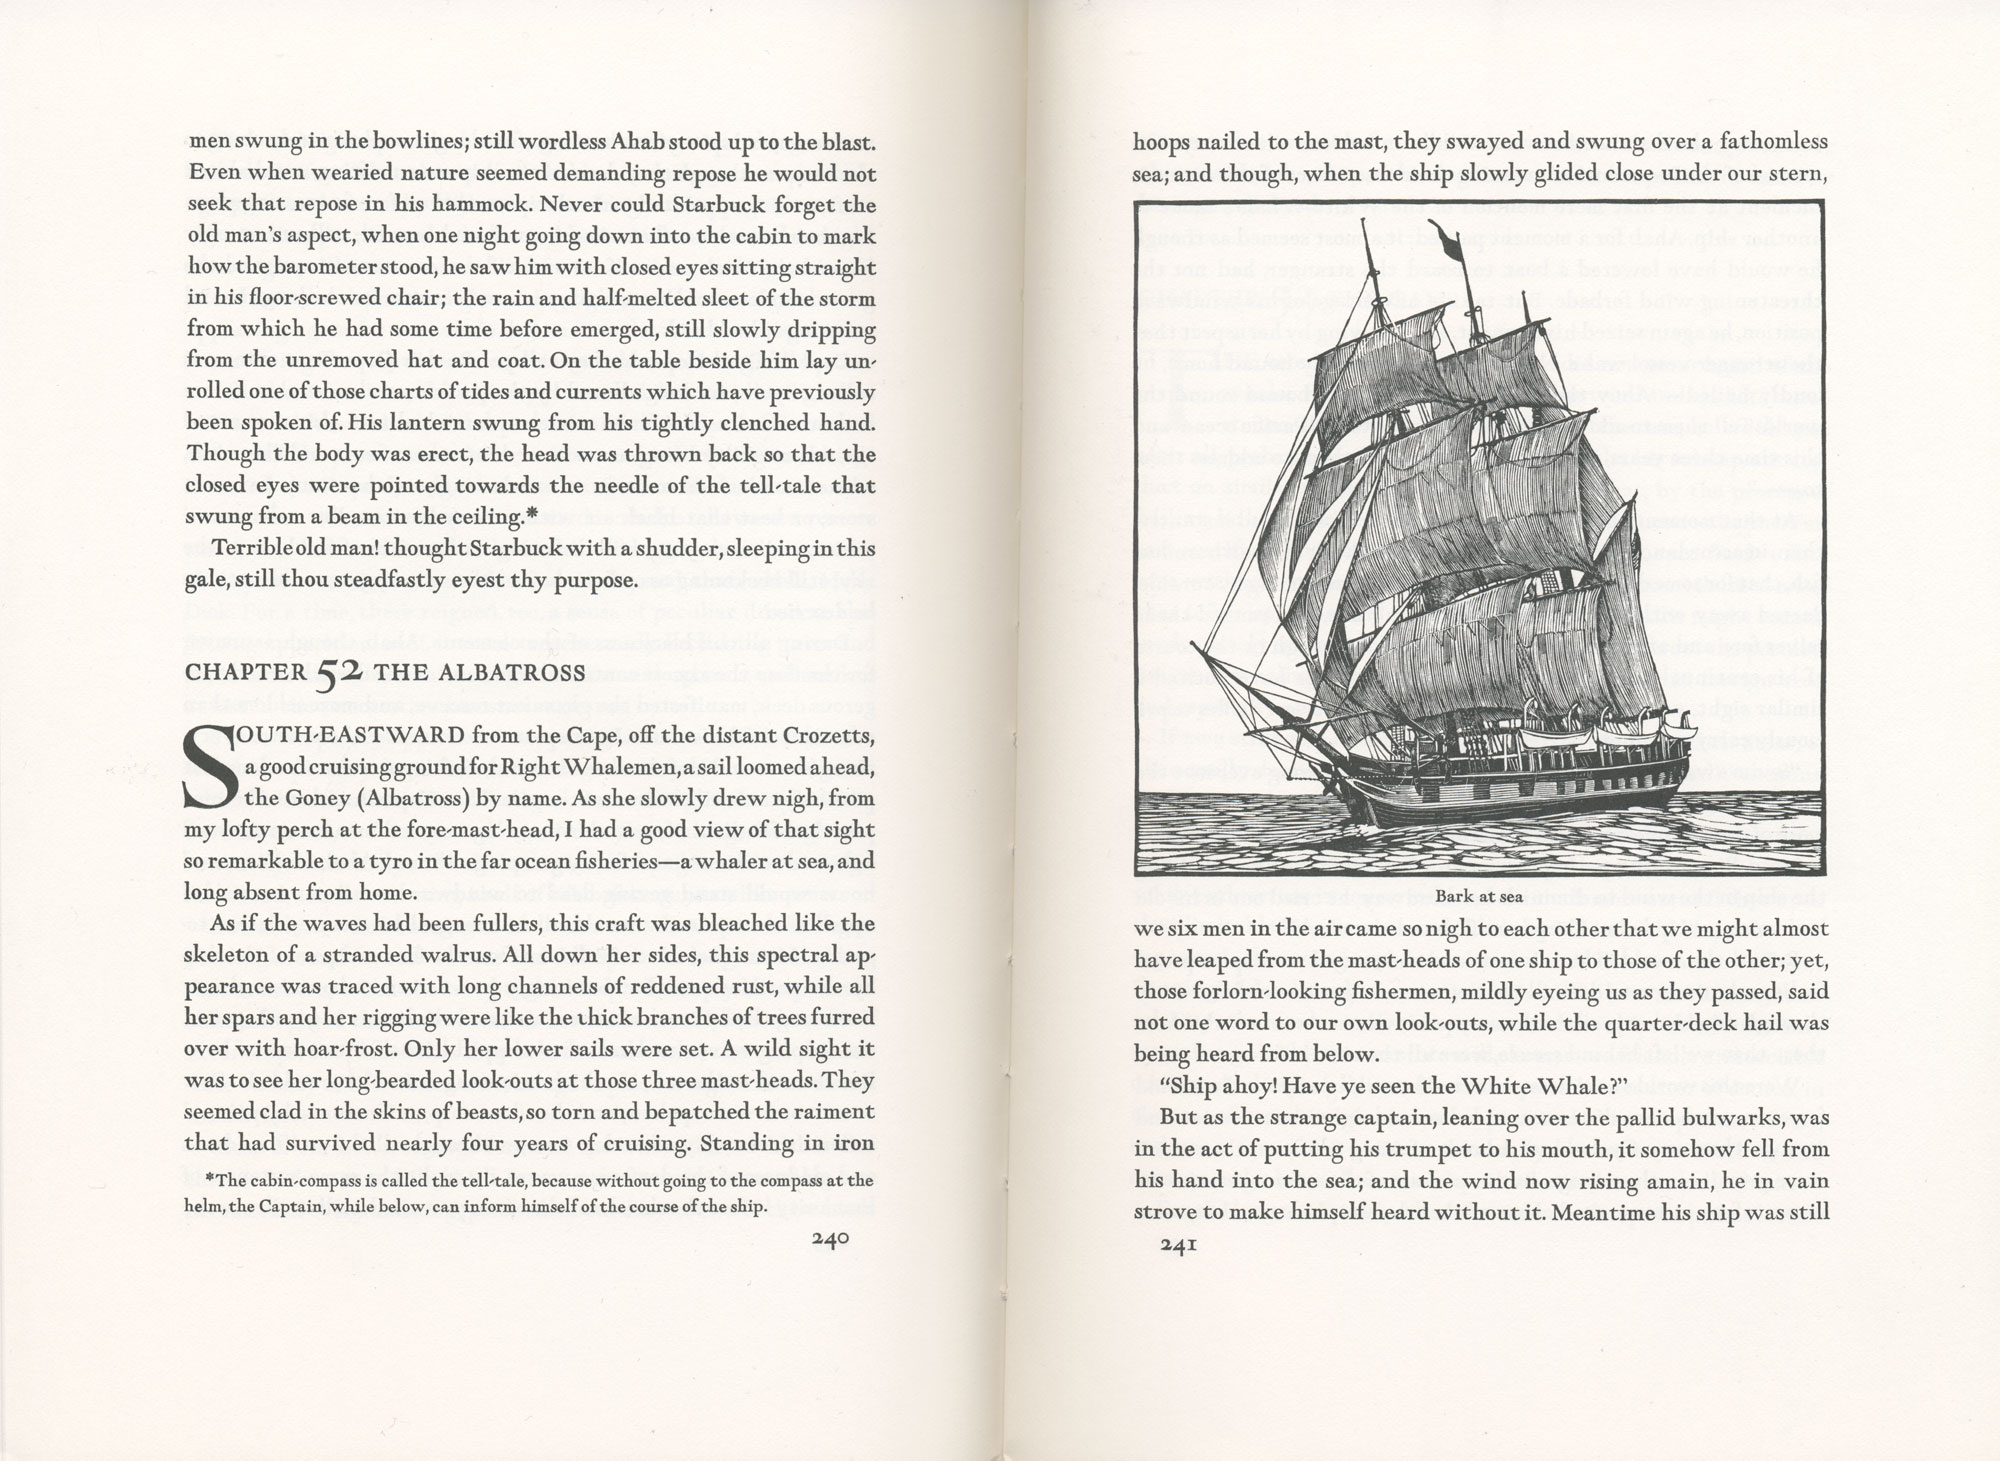 men swung in the bowlines; still wordless Ahab stood up to the blast.
Even when wearied nature seemed demanding repose he would not
seek that repose in his hammock. Never could Starbuck forget the
old man's aspect, when one night going down into the cabin to mark
how the barometer stood, he saw him with closed eyes sitting straight
in his floor-screwed chair; the rain and half-melted sleet of the storm
from which he had some time before emerged, still slowly dripping
from the unremoved hat and coat. On the table beside him lay un-
rolled one of those charts of tides and currents which have previously
been spoken of. His lantern swung from his tightly clenched hand.
Though the body was erect, the head was thrown back so that the
closed eyes were pointed towards the needle of the tell-tale that
swung from a beam in the ceiling.*
Terrible old man! thought Starbuck with a shudder, sleeping in this
gale, still thou steadfastly eyest thy purpose.
CHAPTER 52 THE ALBATROSS
SOUTH-EASTWARD from the Cape, off the distant Crozetts,
a good cruising ground for Right Whalemen, a sail loomed ahead,
the Goney (Albatross) by name. As she slowly drew nigh, from
my lofty perch at the fore-mast-head, I had a good view of that sight
so remarkable to a tyro in the far ocean fisheries—a whaler at sea, and
long absent from home.
As if the waves had been fullers, this craft was bleached like the
skeleton of a stranded walrus. All down her sides, this spectral ap-
pearance was traced with long channels of reddened rust, while all
her spars and her rigging were like the thick branches of trees furred
over with hoar-frost. Only her lower sails were set. A wild sight it
was to see her long-bearded look-outs at those three mast-heads. They
seemed clad in the skins of beasts, so torn and bepatched the raiment
that had survived nearly four years of cruising. Standing in iron
*The cabin-compass is called the tell-tale, because without going to the compass at the
helm, the Captain, while below, can inform himself of the course of the ship.
240
hoops nailed to the mast, they swayed and swung over a fathomless
sea; and though, when the ship slowly glided close under our stern,
Bark at sea
we six men in the air came so nigh to each other that we might almost
have leaped from the mast-heads of one ship to those of the other; yet,
those forlorn-looking fishermen, mildly eyeing us as they passed, said
not one word to our own look-outs, while the quarter-deck hail was
being heard from below.
"Ship ahoy! Have ye seen the White Whale?"
But as the strange captain, leaning over the pallid bulwarks, was
in the act of putting his trumpet to his mouth, it somehow fell from
his hand into the sea; and the wind now rising amain, he in vain
strove to make himself heard without it. Meantime his ship was still
241